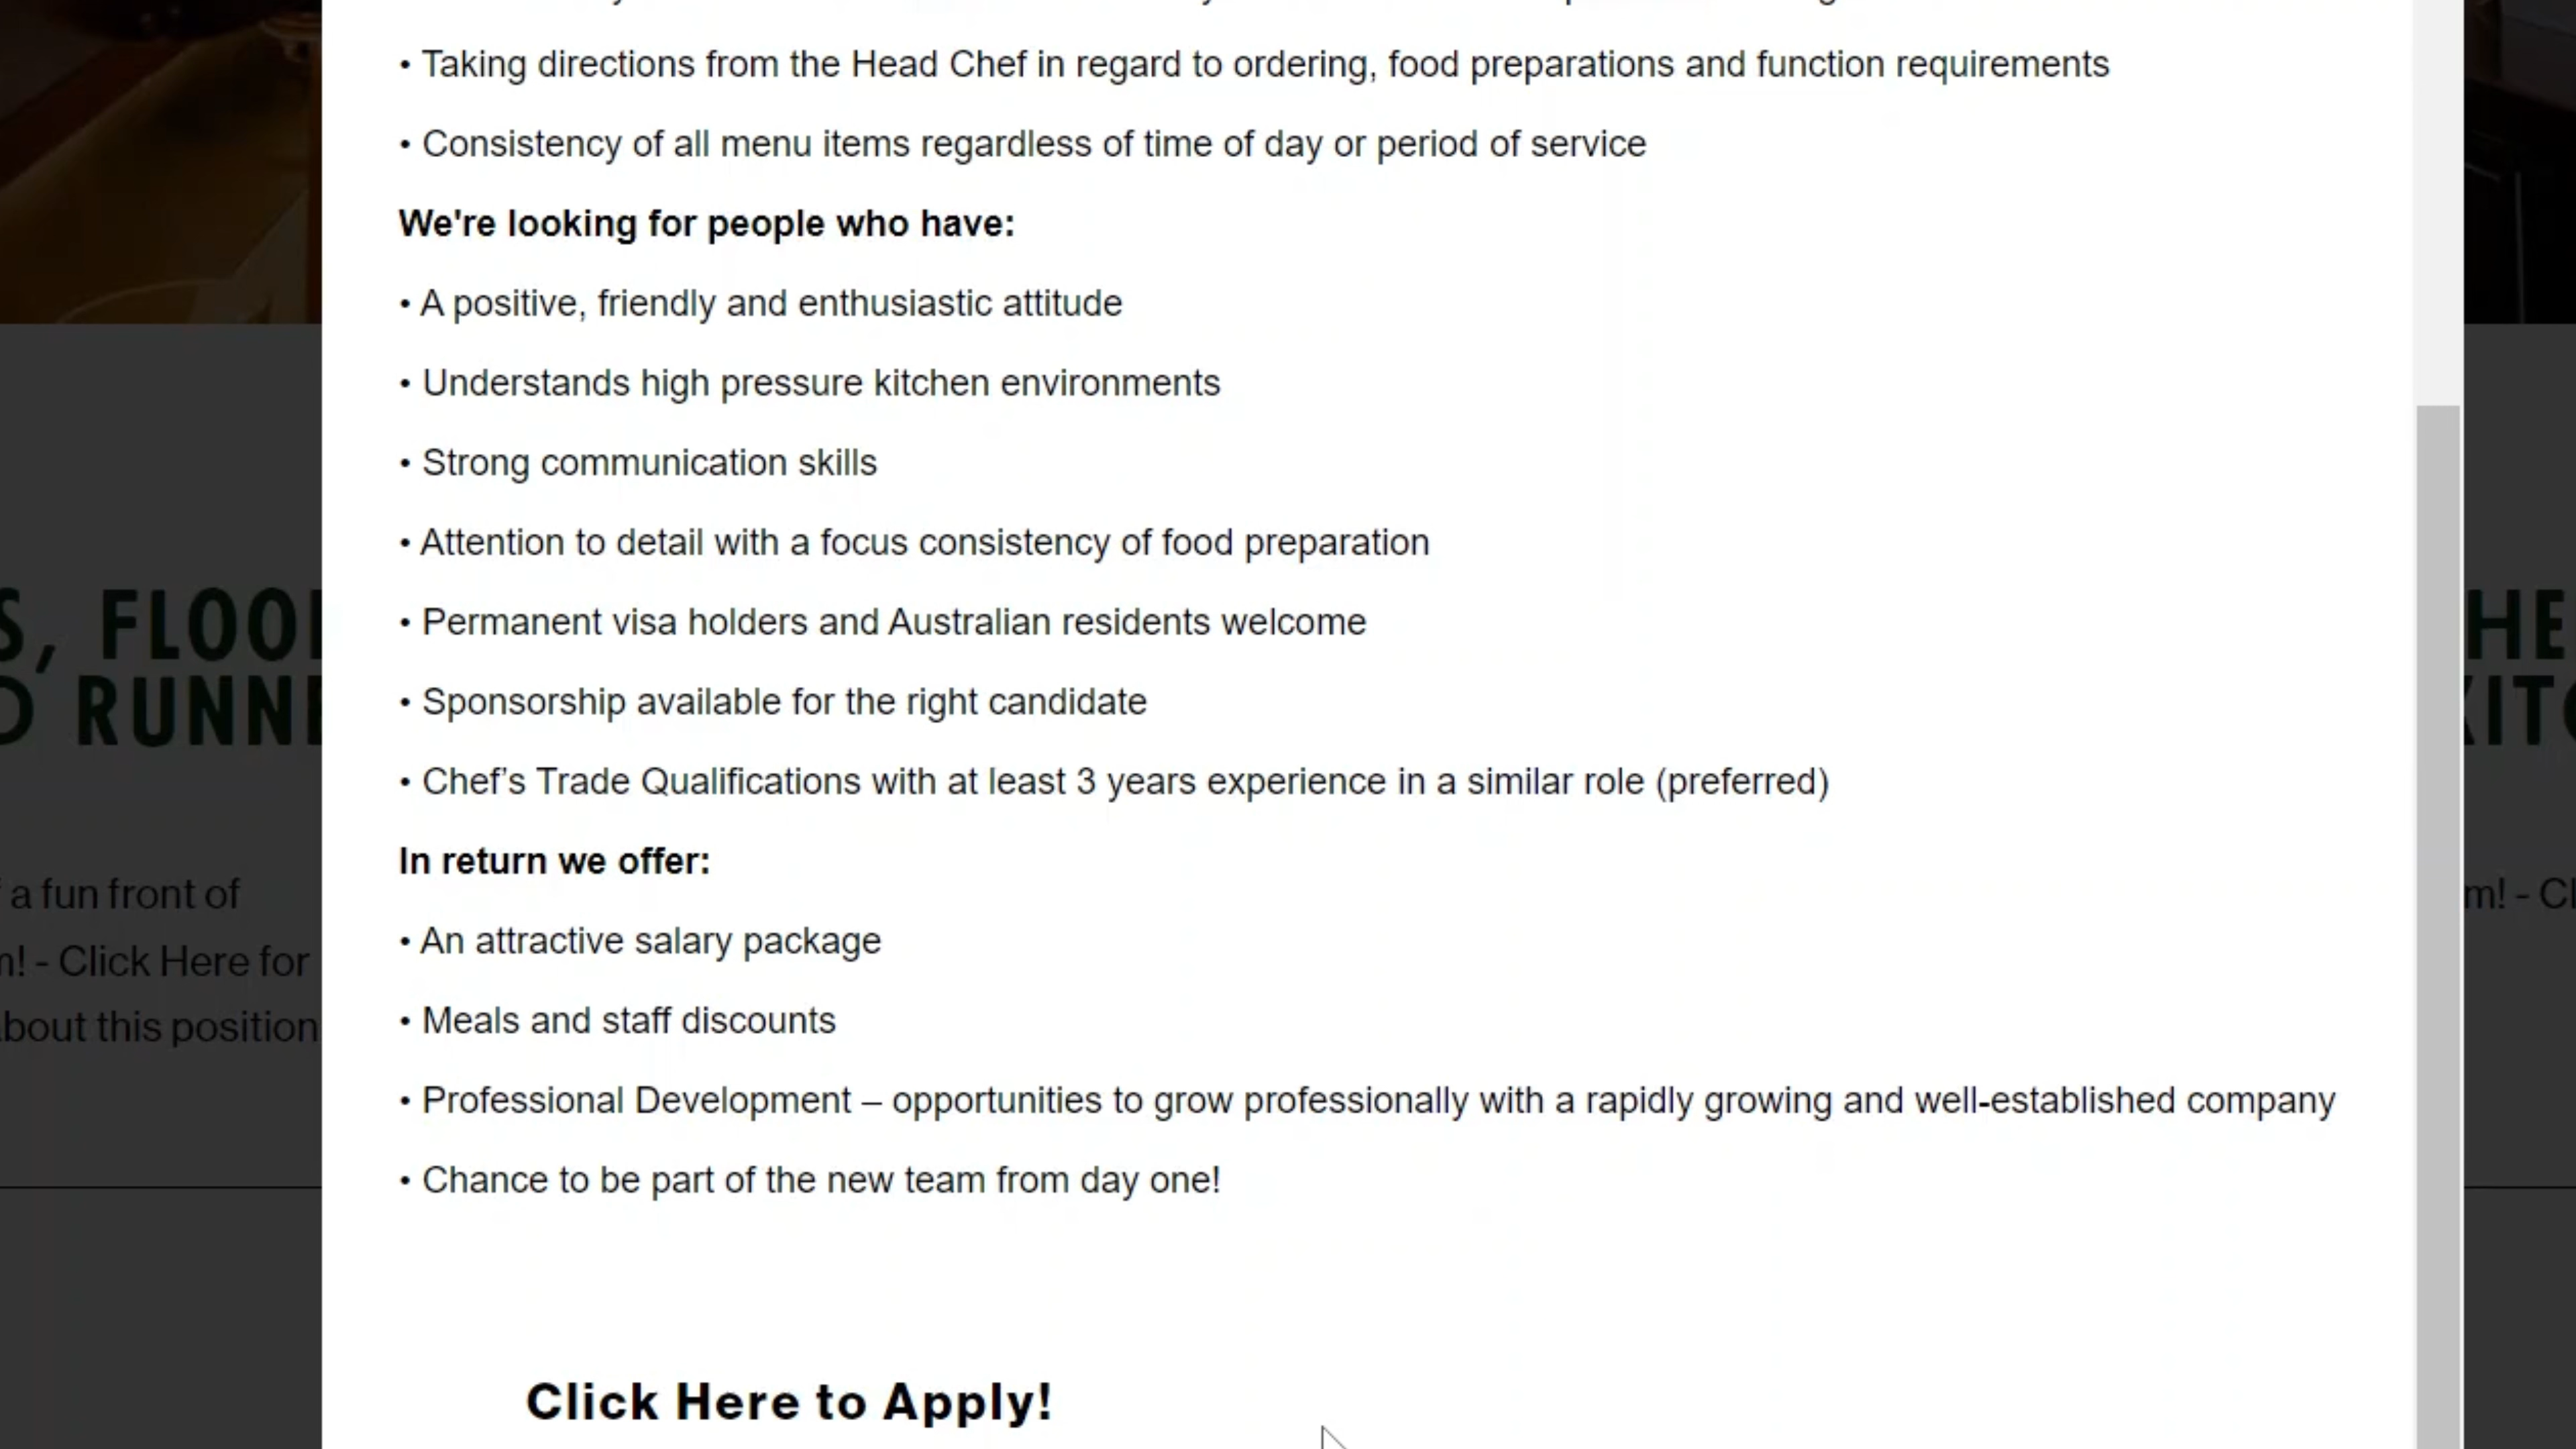 • Taking directions from the Head Chef in regard to ordering, food preparations and function requirements
• Consistency of all menu items regardless of time of day or period of service
We're looking for people who have:
• A positive, friendly and enthusiastic attitude
• Understands high pressure kitchen environments
• Strong communication skills
• Attention to detail with a focus consistency of food preparation
• Permanent visa holders and Australian residents welcome
• Sponsorship available for the right candidate
• Chef’s Trade Qualifications with at least 3 years experience in a similar role (preferred)
In return we offer:
• An attractive salary package
• Meals and staff discounts
• Professional Development – opportunities to grow professionally with a rapidly growing and well-established company
• Chance to be part of the new team from day one!
Click Here to Apply!
S, FLOO
RUNN
a fun front of
! - Click Here for
bout this position
HE
KIT
m! - Cl